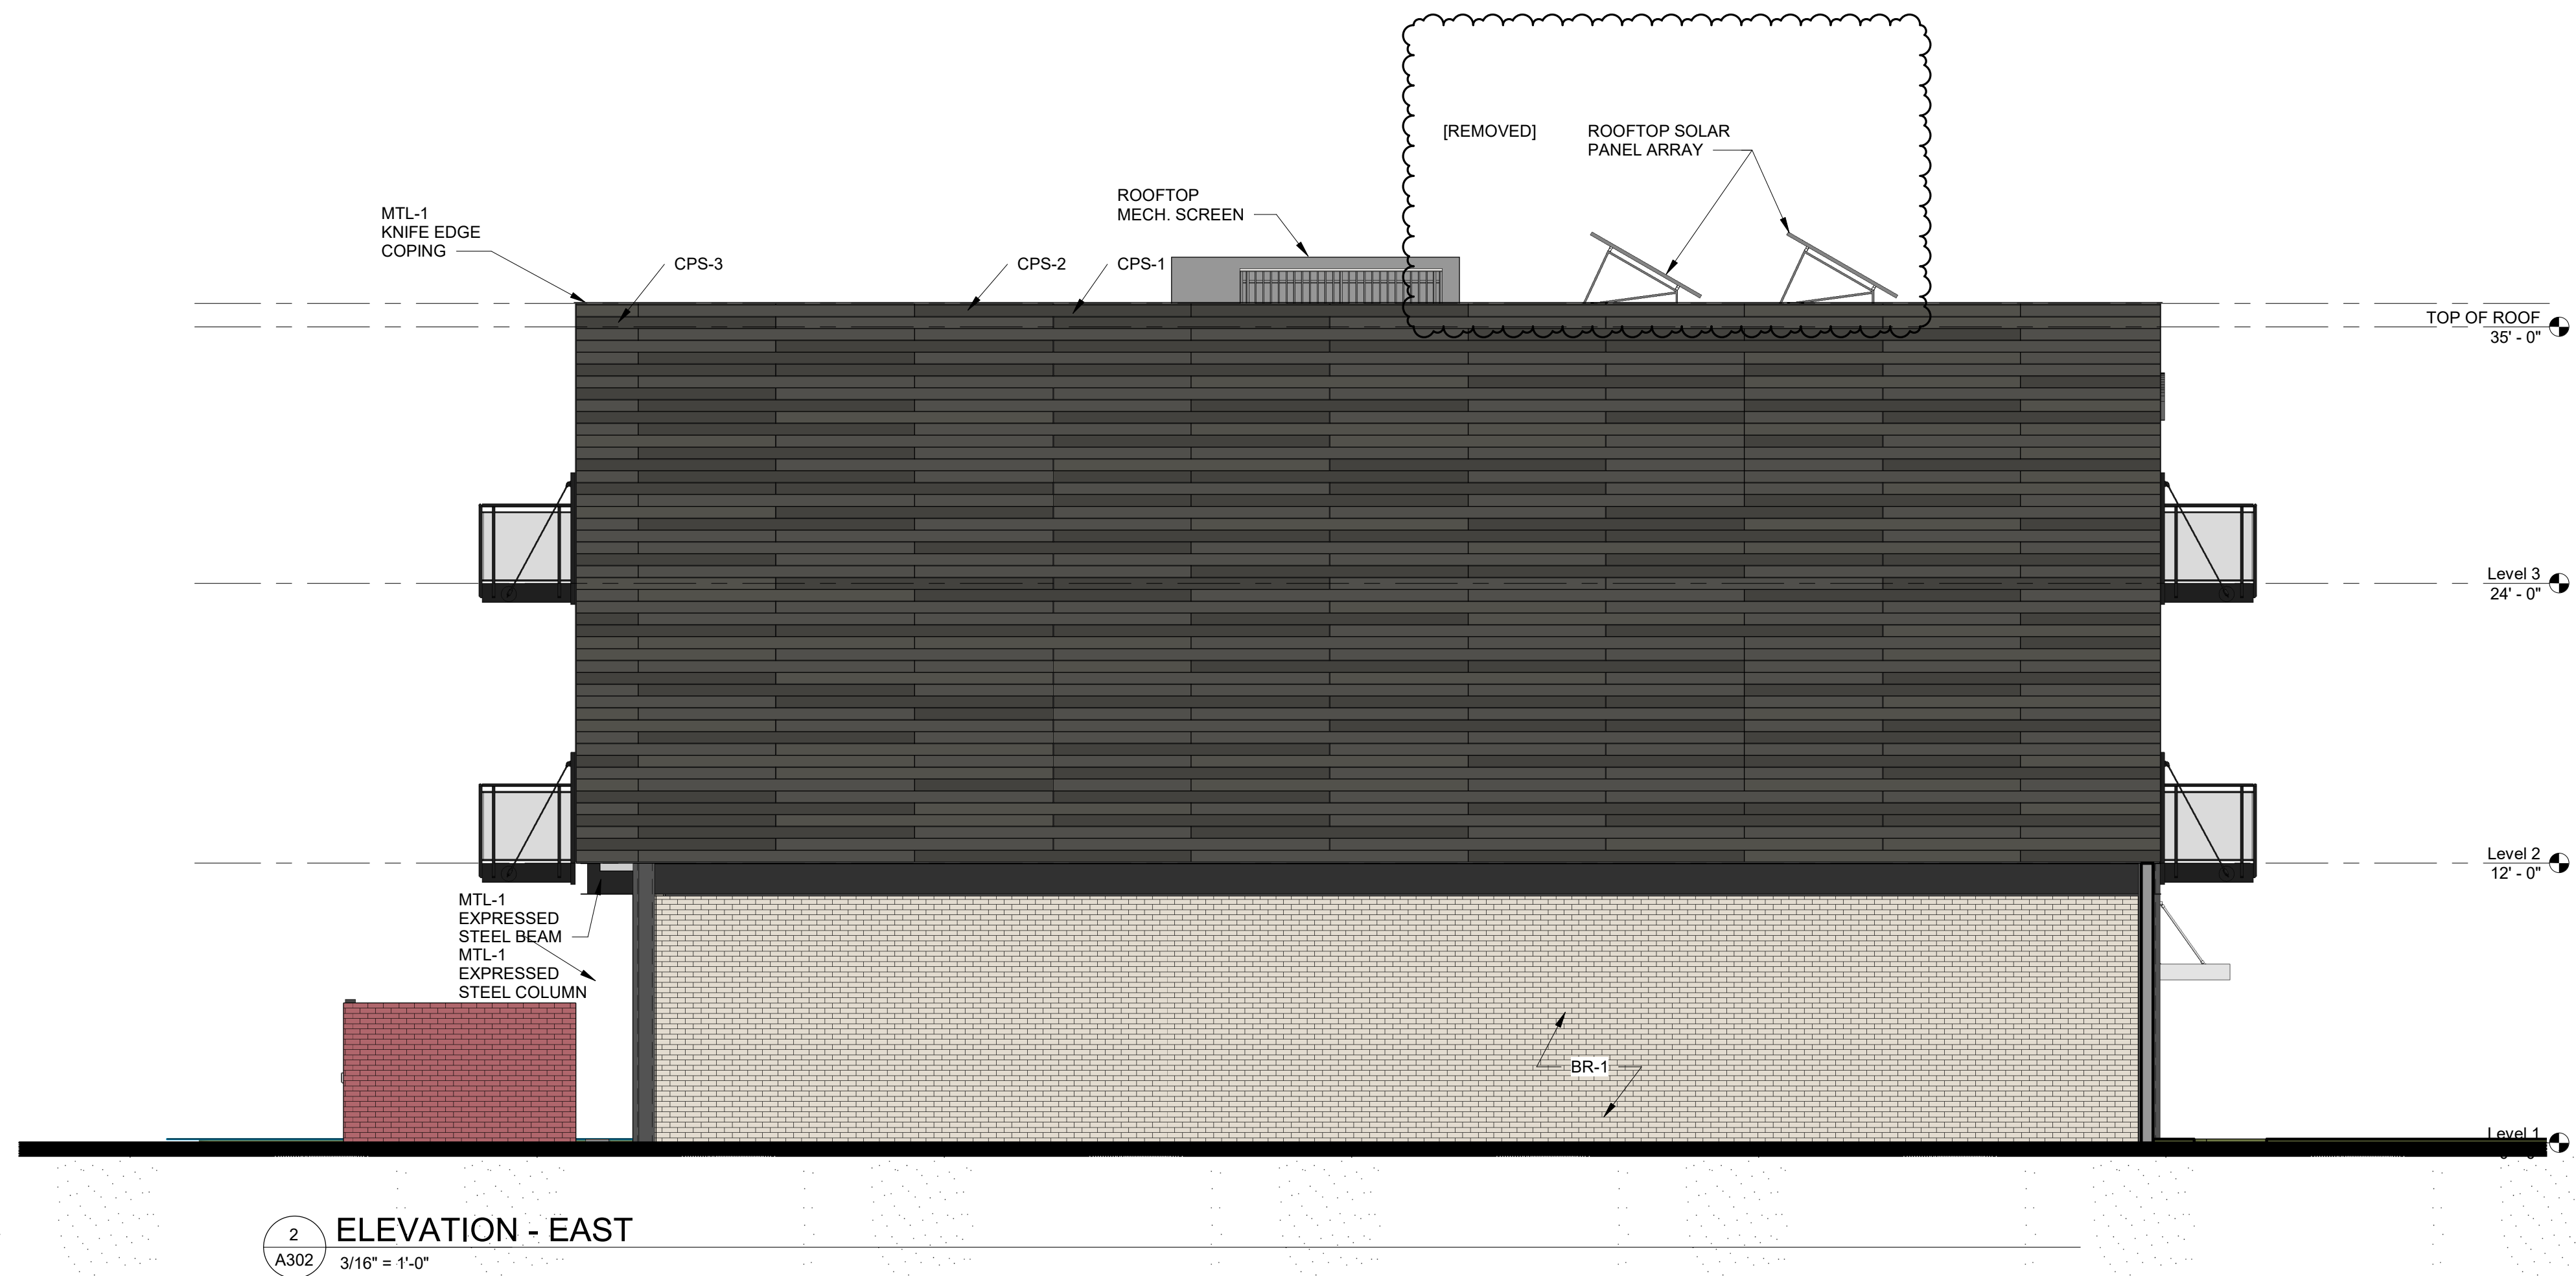 [REMOVED]
ROOFTOP SOLAR
PANEL ARRAY
ROOFTOP
MECH. SCREEN
MTL-1
KNIFE EDGE
COPING
CPS-3
CPS-2
CPS-1
TOP OF ROOF
35' - 0"
Level 3
24' - 0"
Level 2
12' - 0"
MTL-1
EXPRESSED
STEEL BEAM
MTL-1
EXPRESSED
STEEL COLUMN
BR-1
Level 1
2
A302
ELEVATION - EAST
3/16" = 1'-0"